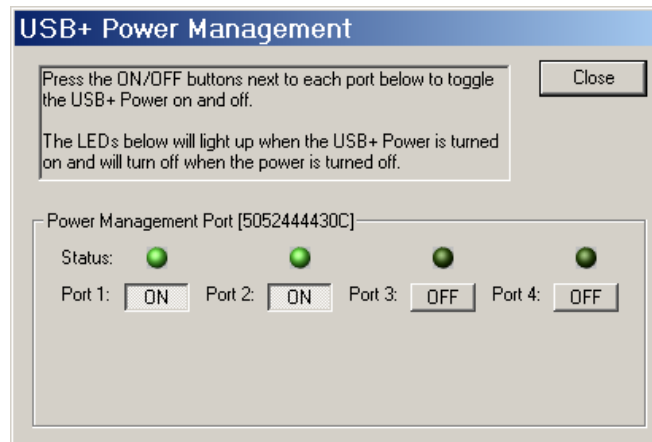 USB+ Power Management
Press the ON/OFF buttons next to each port below to toggle
the USB+ Power on and off.
The LEDs below will light up when the USB+ Power is turned
on and will turn off when the power is turned off.
Close
Power Management Port [5052444430C]
Status:
Port 1: ON Port 2: ON Port 3: OFF Port 4: OFF